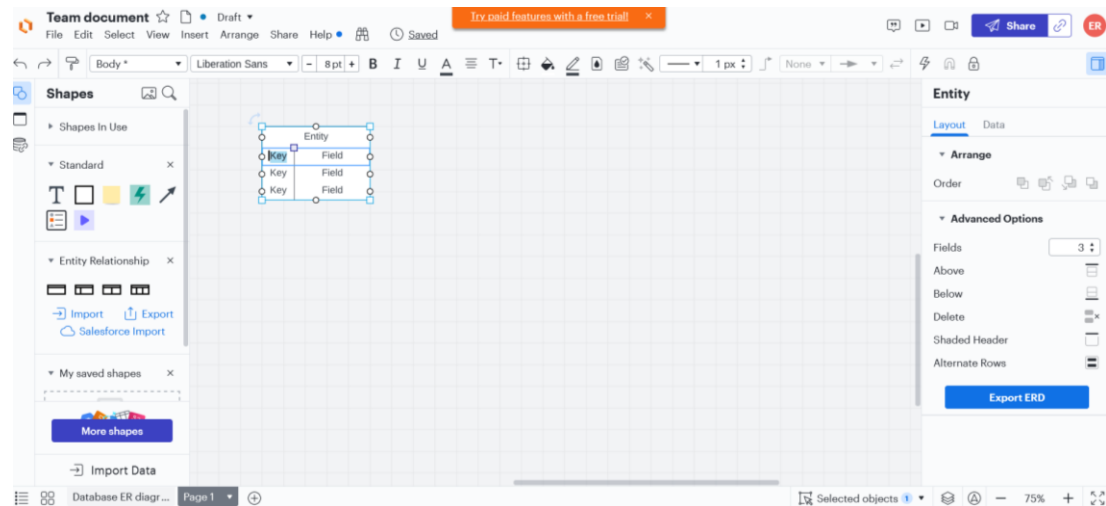 Team document Draft
Try paid features with a free trial! ×
File Edit Select View Insert Arrange Share Help Saved
Share
ER
Body* Liberation Sans - 8 pt + B I U A T 1 px None
Shapes
Shapes In Use
Standard ×
T
Entity Relationship ×
Import Export
Salesforce Import
My saved shapes ×
More shapes
Import Data
Entity
Key Field
Key Field
Key Field
Entity
Layout Data
Arrange
Order
Advanced Options
Fields 3
Above
Below
Delete
Shaded Header
Alternate Rows
Export ERD
Database ER diagr... Page 1
Selected objects 1 75% +